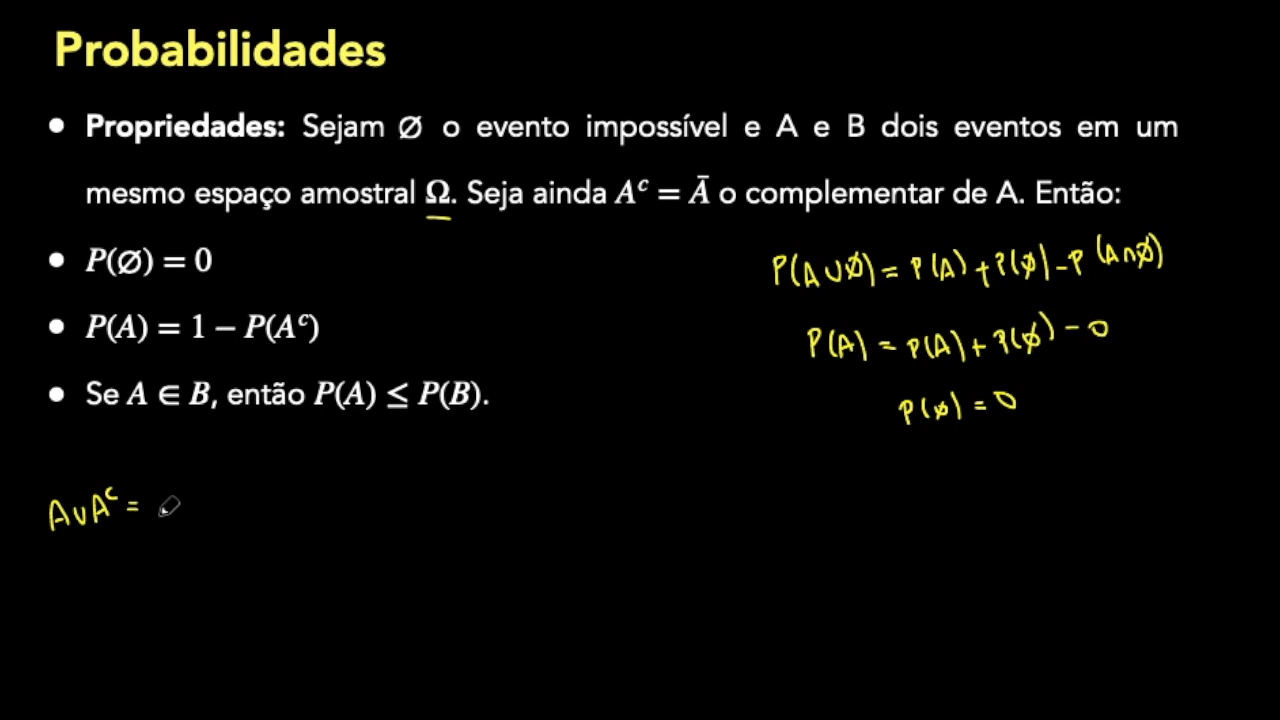 Probabilidades
• Propriedades: Sejam ∅ o evento impossível e A e B dois eventos em um
mesmo espaço amostral Ω. Seja ainda Aᶜ = Ā o complementar de A. Então:
• P(∅) = 0
• P(A) = 1 − P(Aᶜ)
• Se A ∈ B, então P(A) ≤ P(B).
P(A∪∅) = P(A) + P(∅) − P(A∩∅)
P(A) = P(A) + P(∅) − 0
P(∅) = 0
A∪Aᶜ =